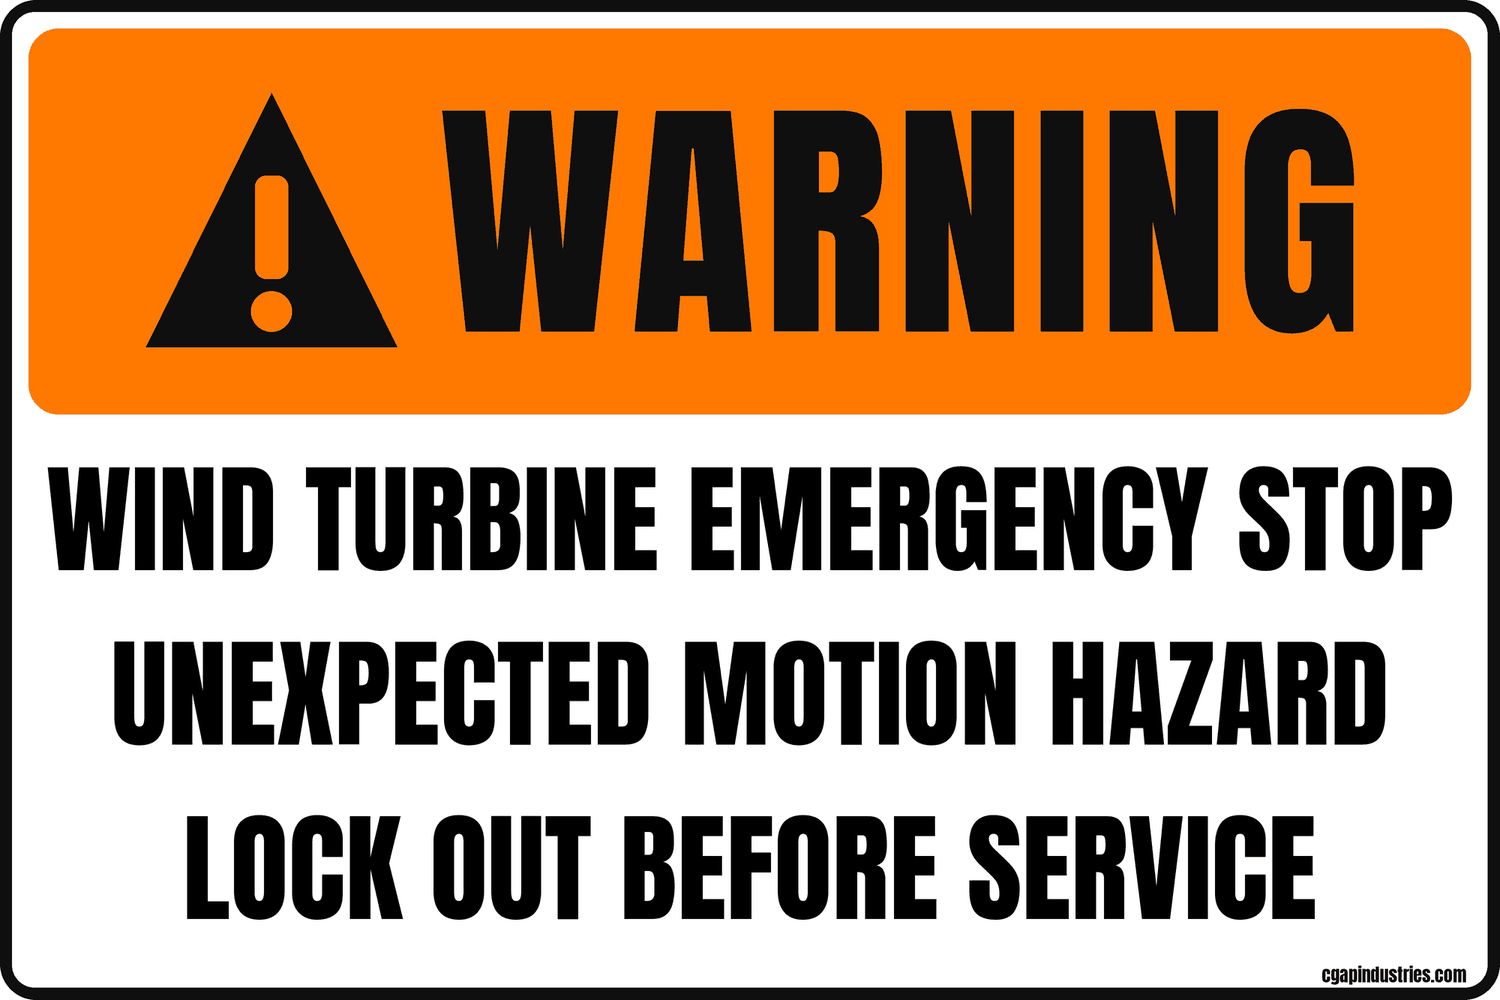 WARNING
WIND TURBINE EMERGENCY STOP
UNEXPECTED MOTION HAZARD
LOCK OUT BEFORE SERVICE
cgapindustries.com